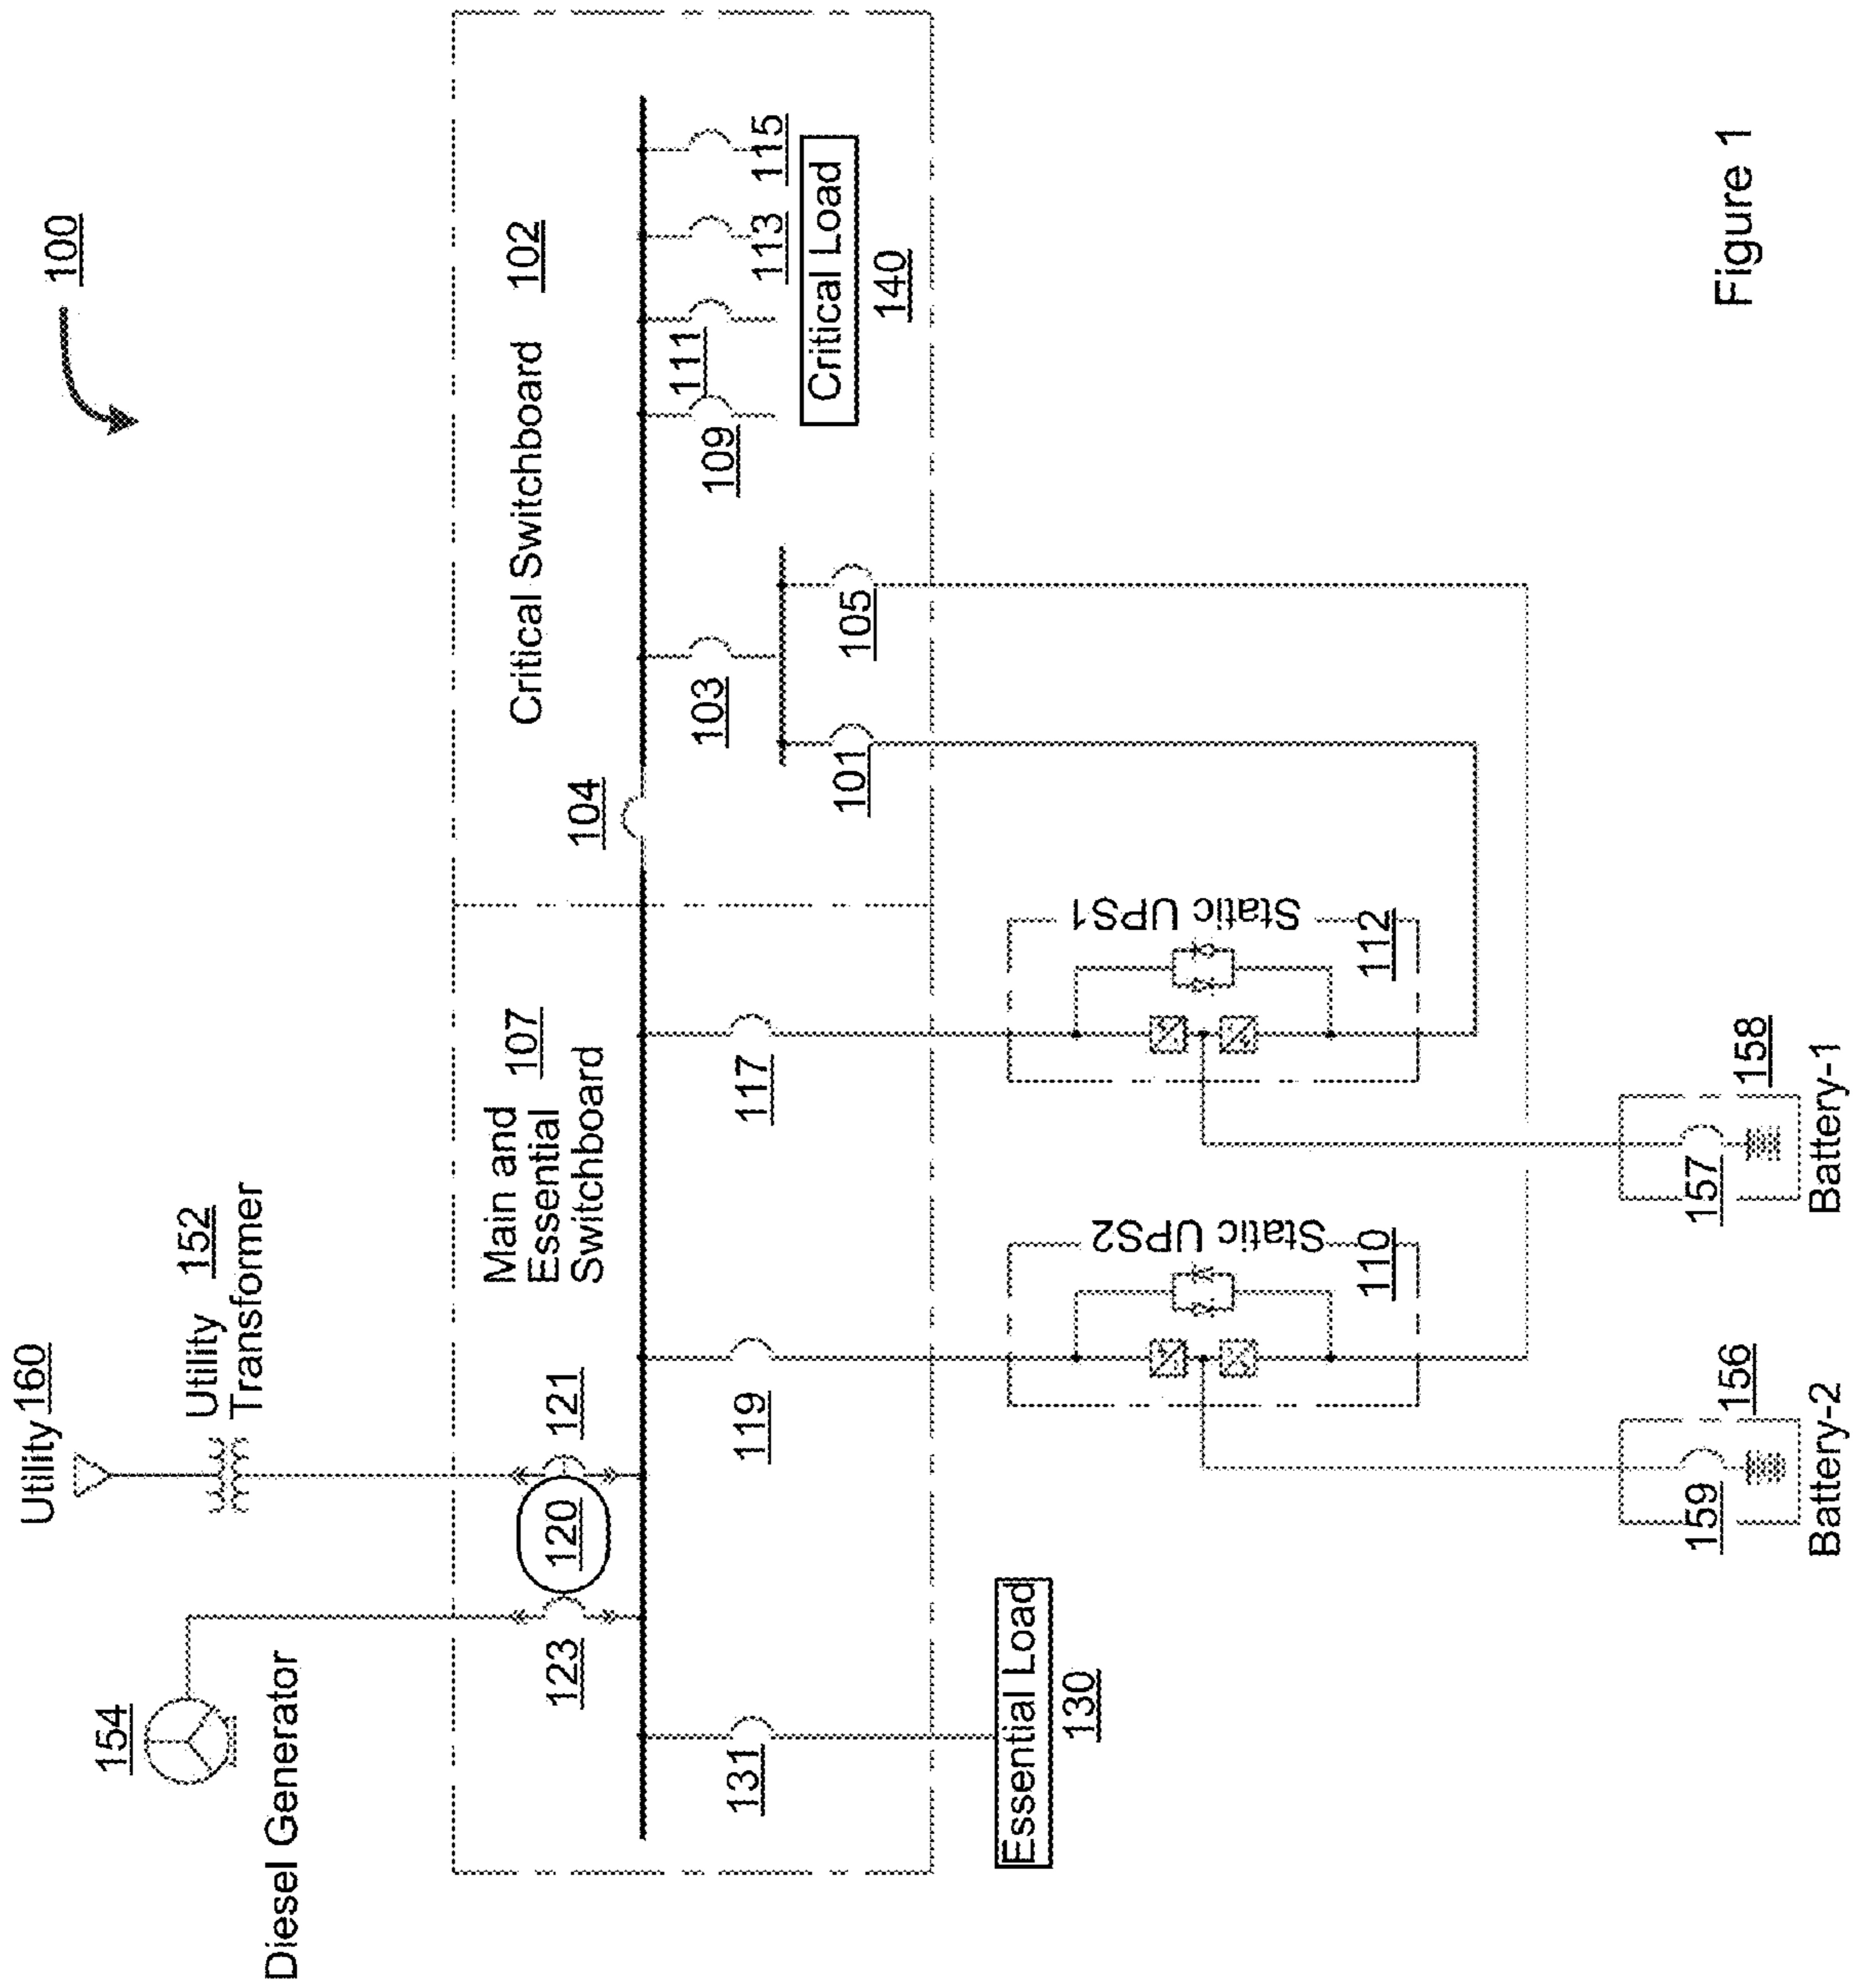 100
Utility 160
Utility 152
Transformer
154
Diesel Generator
Main and 107
Essential
Switchboard
Critical Switchboard 102
104
123
120
121
131
119
117
103
101
105
109
111
113
115
Critical Load
140
Essential Load
130
Static UPS2
110
Static UPS1
112
159
156
Battery-2
157
158
Battery-1
Figure 1